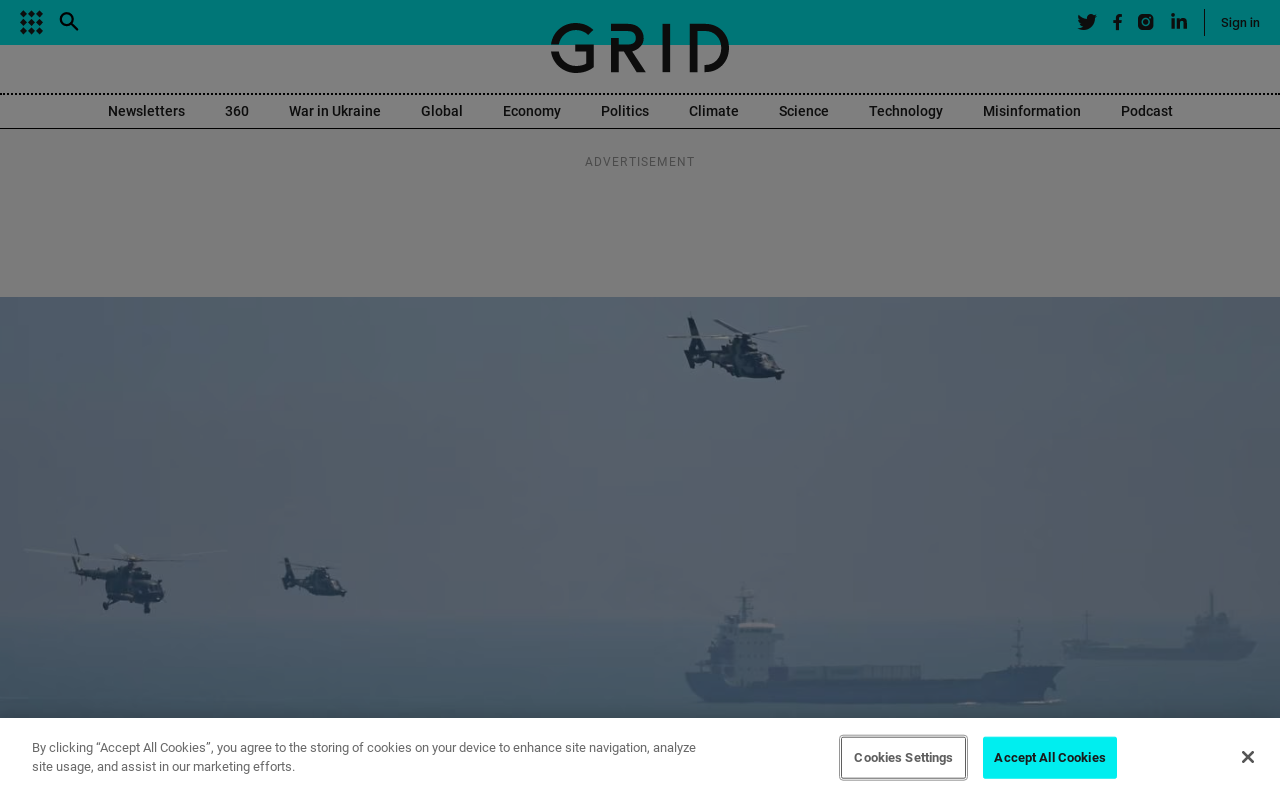 GRID
Sign in
Newsletters 360 War in Ukraine Global Economy Politics Climate Science Technology Misinformation Podcast
ADVERTISEMENT
By clicking “Accept All Cookies”, you agree to the storing of cookies on your device to enhance site navigation, analyze
site usage, and assist in our marketing efforts.
Cookies Settings
Accept All Cookies